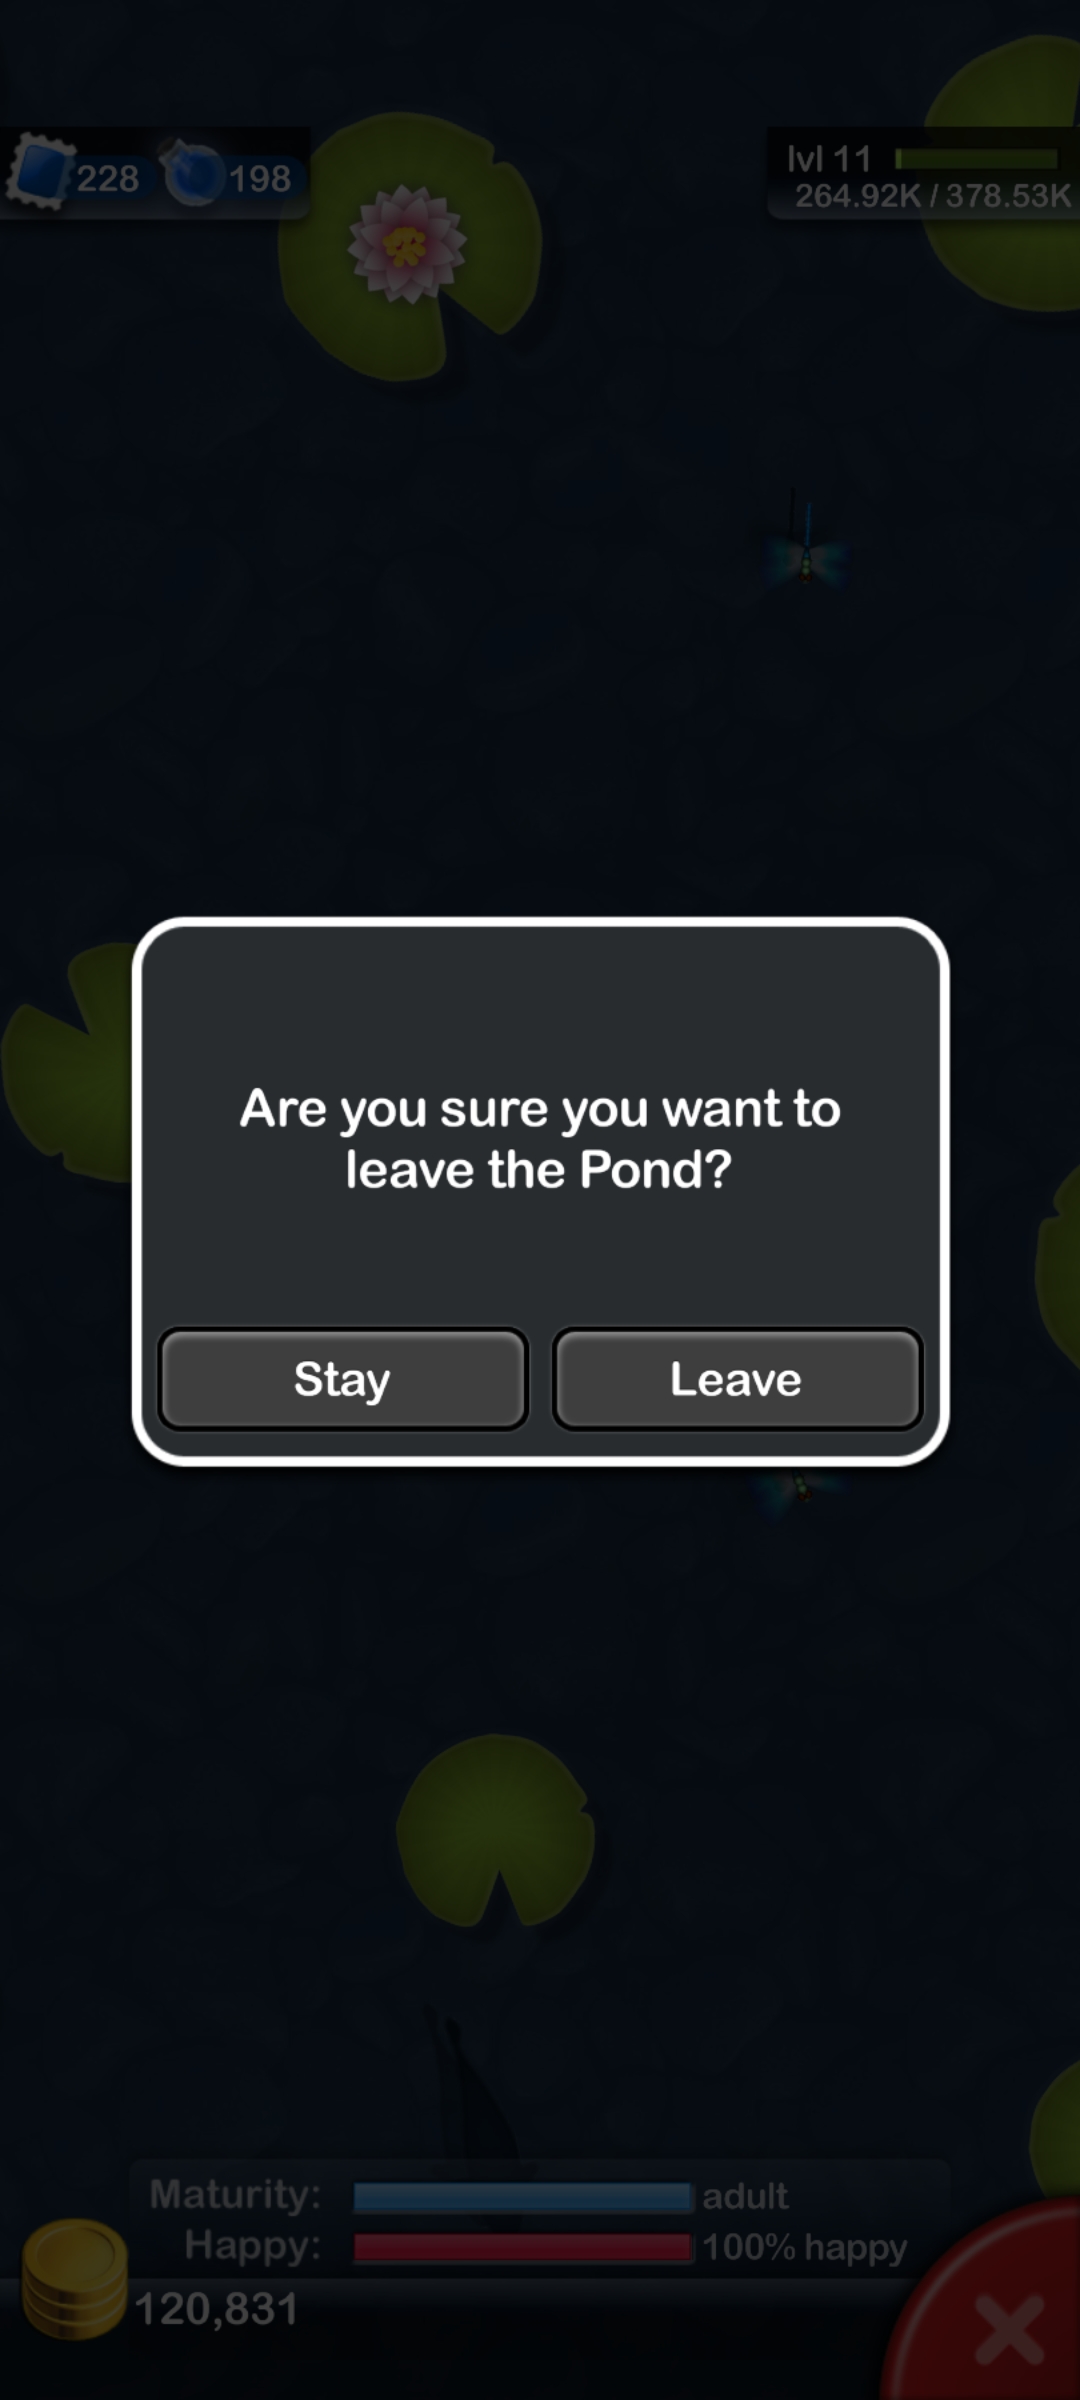 228
198
lvl 11
264.92K / 378.53K
Are you sure you want to
leave the Pond?
Stay
Leave
Maturity:
adult
Happy:
100% happy
120,831